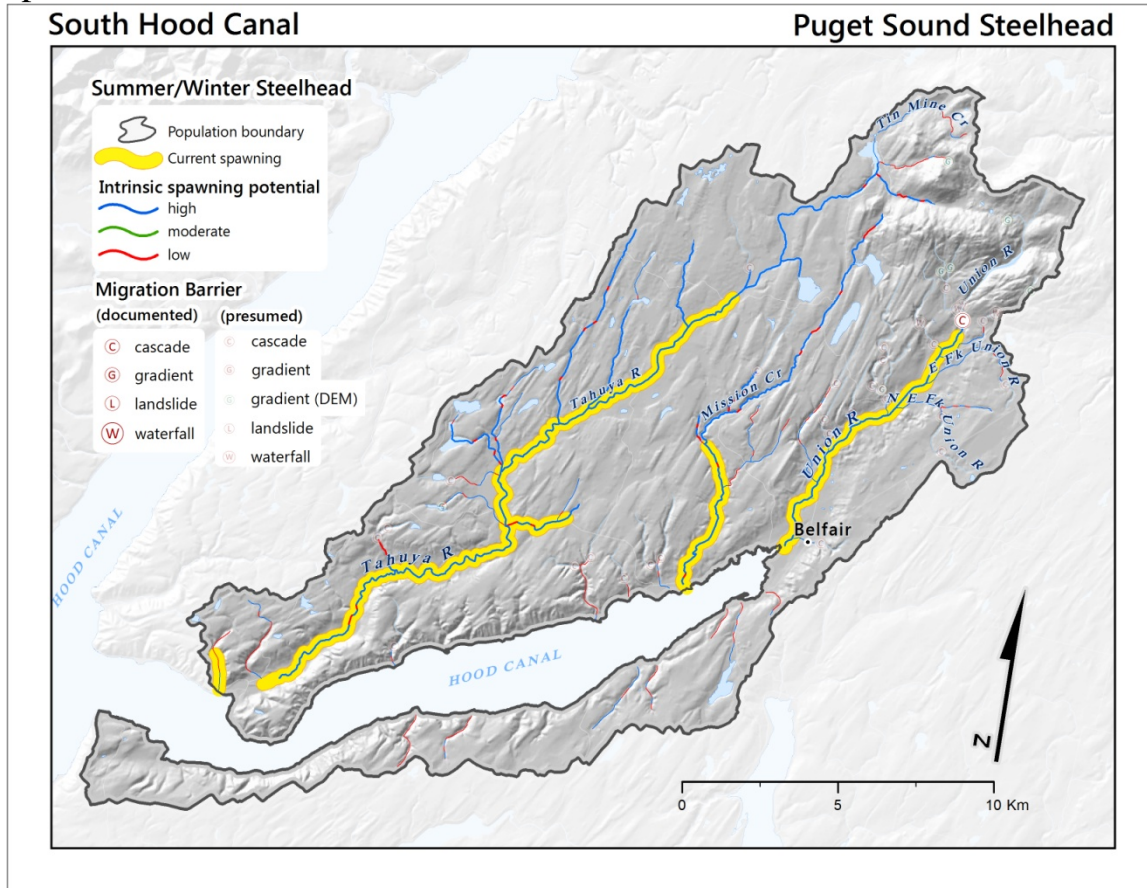 South Hood Canal
Puget Sound Steelhead
Summer/Winter Steelhead
Population boundary
Current spawning
Intrinsic spawning potential
high
moderate
low
Migration Barrier
(documented)
(presumed)
C cascade
G gradient
L landslide
W waterfall
C cascade
G gradient
G gradient (DEM)
L landslide
W waterfall
Tin Mine Cr
Union R
C
E Fk Union R
N E Fk Union R
Union R
Mission Cr
Tahuya R
Belfair
Tahuya R
HOOD CANAL
HOOD CANAL
N
0 5 10 Km